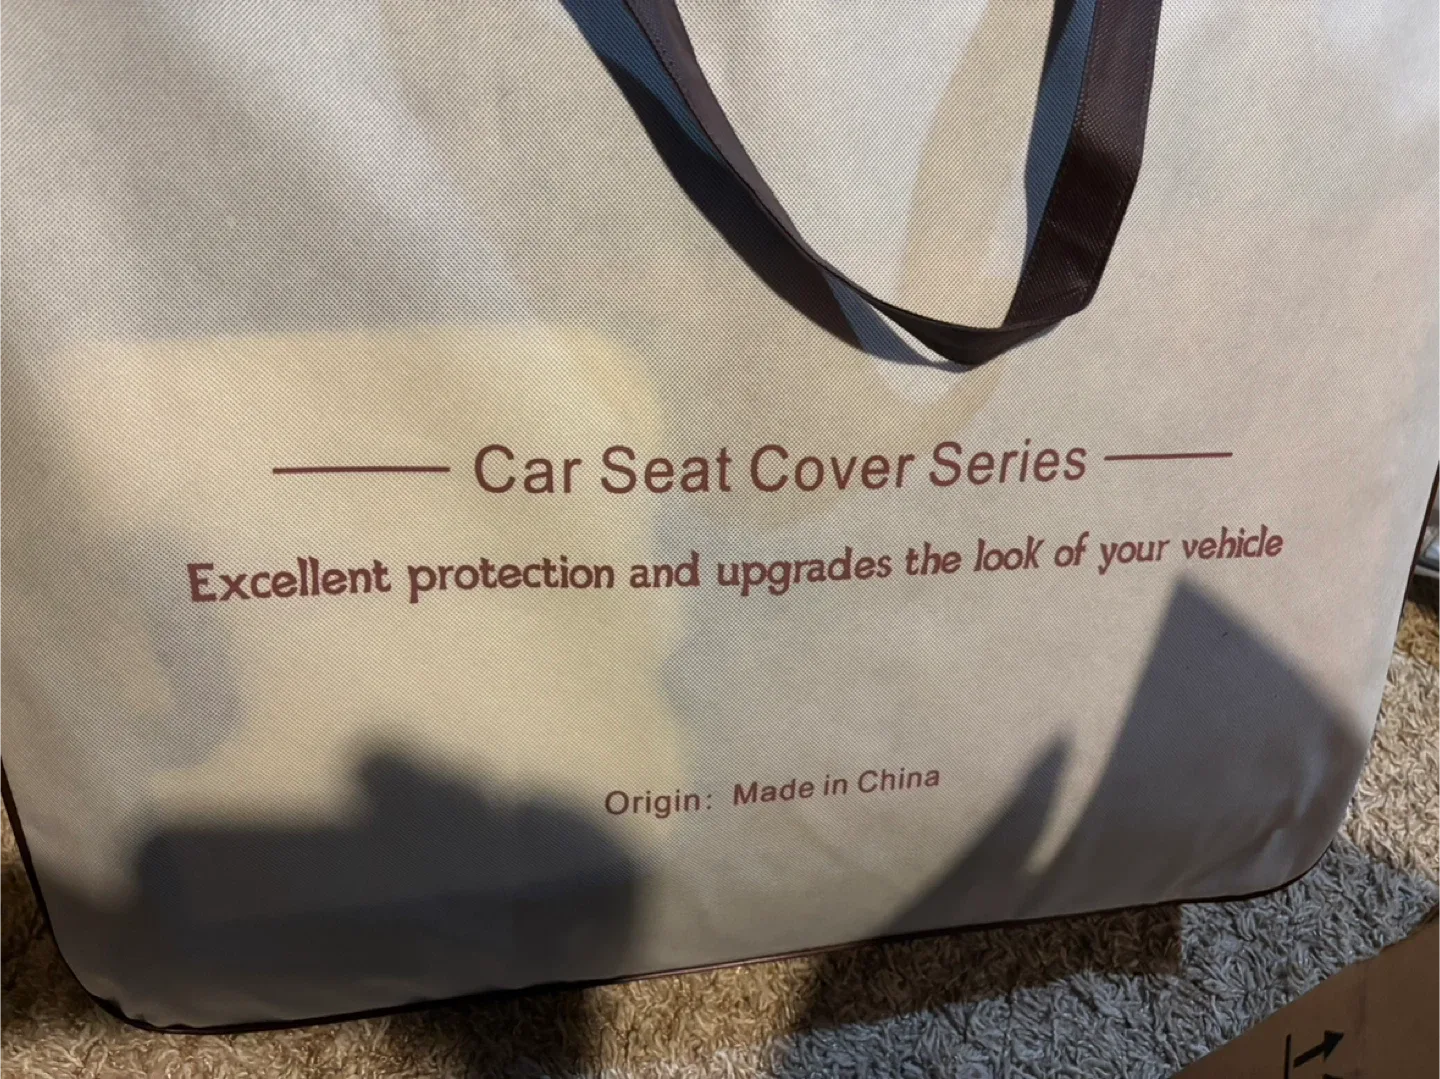 Car Seat Cover Series
Excellent protection and upgrades the look of your vehicle
Origin: Made in China